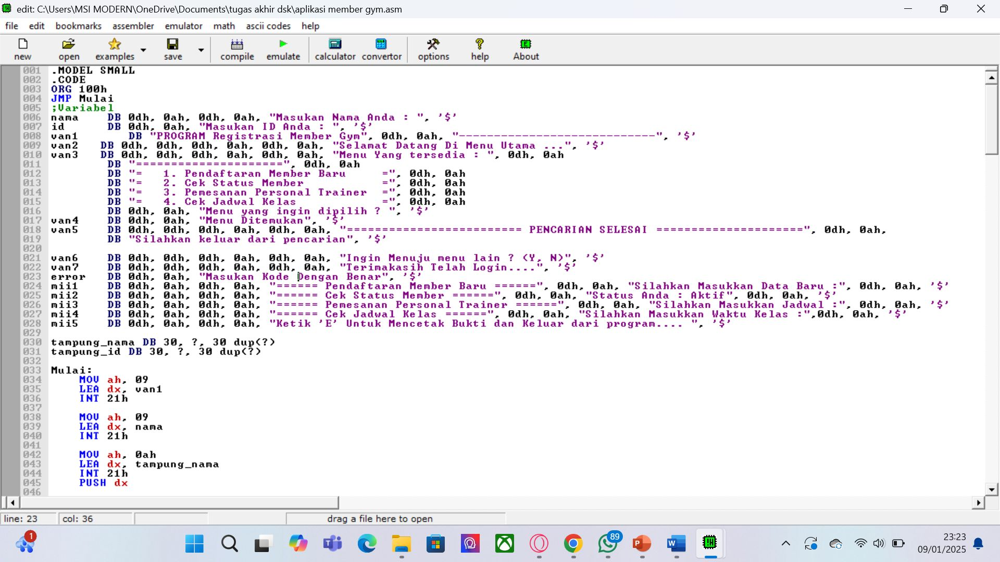 edit: C:\Users\MSI MODERN\OneDrive\Documents\tugas akhir dsk\aplikasi member gym.asm
file edit bookmarks assembler emulator math ascii codes help
new open examples save compile emulate calculator convertor options help About
001 .MODEL SMALL
002 .CODE
003 ORG 100h
004 JMP Mulai
005 ;Variabel
006 nama DB 0dh, 0ah, 0dh, 0ah, "Masukan Nama Anda : ", '$'
007 id DB 0dh, 0ah, "Masukan ID Anda : ", '$'
008 van1 DB "PROGRAM Registrasi Member Gym", 0dh, 0ah, "----------------------------", '$'
009 van2 DB 0dh, 0dh, 0dh, 0ah, 0dh, 0ah, "Selamat Datang Di Menu Utama ...", '$'
010 van3 DB 0dh, 0dh, 0dh, 0ah, 0dh, 0ah, "Menu Yang tersedia : ", 0dh, 0ah
011 DB "=====================", 0dh, 0ah
012 DB "= 1. Pendaftaran Member Baru =", 0dh, 0ah
013 DB "= 2. Cek Status Member =", 0dh, 0ah
014 DB "= 3. Pemesanan Personal Trainer =", 0dh, 0ah
015 DB "= 4. Cek Jadwal Kelas =", 0dh, 0ah
016 DB 0dh, 0ah, "Menu yang ingin dipilih ? ", '$'
017 van4 DB 0dh, 0ah, "Menu Ditemukan", '$'
018 van5 DB 0dh, 0dh, 0dh, 0ah, 0dh, 0ah, "========================= PENCARIAN SELESAI =====================", 0dh, 0ah,
019 DB "Silahkan keluar dari pencarian", '$'
020
021 van6 DB 0dh, 0dh, 0dh, 0ah, 0dh, 0ah, "Ingin Menuju menu lain ? (Y, N)", '$'
022 van7 DB 0dh, 0dh, 0dh, 0ah, 0dh, 0ah, "Terimakasih Telah Login....", '$'
023 error DB 0dh, 0ah, "Masukan Kode Dengan Benar", '$'
024 mii1 DB 0dh, 0ah, 0dh, 0ah, "====== Pendaftaran Member Baru ======", 0dh, 0ah, "Silahkan Masukkan Data Baru :", 0dh, 0ah, '$'
025 mii2 DB 0dh, 0ah, 0dh, 0ah, "====== Cek Status Member ======", 0dh, 0ah, "Status Anda : Aktif", 0dh, 0ah, '$'
026 mii3 DB 0dh, 0ah, 0dh, 0ah, "====== Pemesanan Personal Trainer ======", 0dh, 0ah, "Silahkan Masukkan Jadwal :", 0dh, 0ah, '$'
027 mii4 DB 0dh, 0ah, 0dh, 0ah, "====== Cek Jadwal Kelas ======", 0dh, 0ah, "Silahkan Masukkan Waktu Kelas :",0dh, 0ah, '$'
028 mii5 DB 0dh, 0ah, 0dh, 0ah, "Ketik 'E' Untuk Mencetak Bukti dan Keluar dari program.... ", '$'
029
030 tampung_nama DB 30, ?, 30 dup(?)
031 tampung_id DB 30, ?, 30 dup(?)
032
033 Mulai:
034 MOV ah, 09
035 LEA dx, van1
036 INT 21h
037
038 MOV ah, 09
039 LEA dx, nama
040 INT 21h
041
042 MOV ah, 0ah
043 LEA dx, tampung_nama
044 INT 21h
045 PUSH dx
046
line: 23 col: 36 drag a file here to open
1
89
23:23
09/01/2025